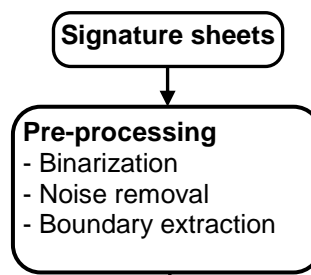 Signature sheets
Pre-processing
- Binarization
- Noise removal
- Boundary extraction